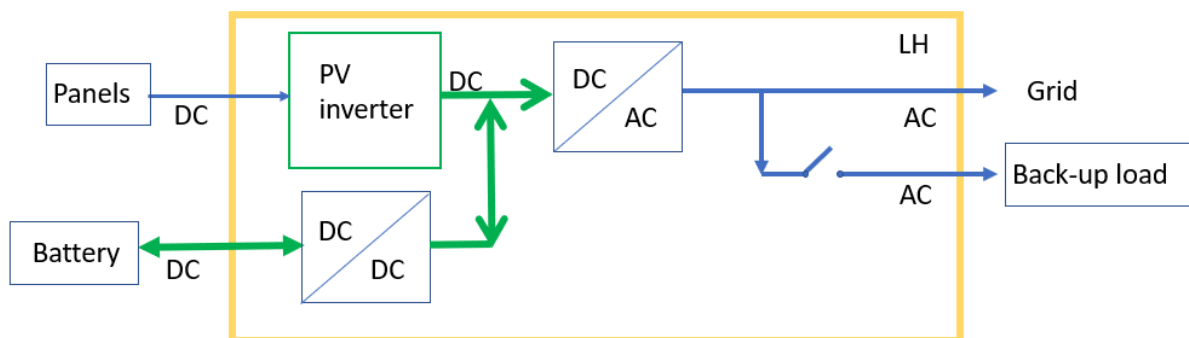 LH
PV
inverter
DC
DC
AC
Panels
DC
Grid
AC
Back-up load
AC
DC
DC
Battery
DC